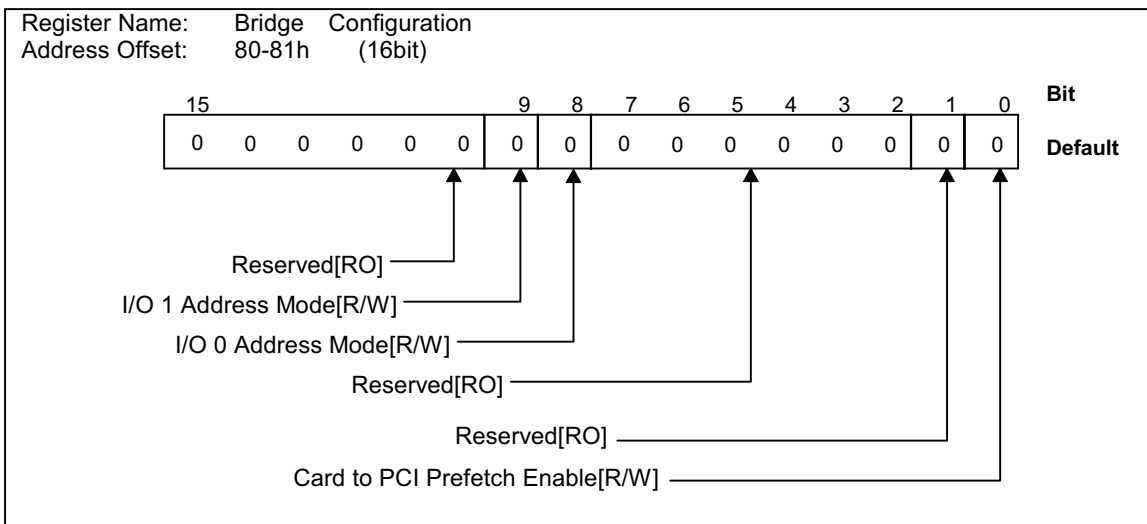 Register Name: Bridge Configuration
Address Offset: 80-81h (16bit)
15 9 8 7 6 5 4 3 2 1 0 Bit
0 0 0 0 0 0 0 0 0 0 0 0 0 0 0 0 Default
Reserved[RO]
I/O 1 Address Mode[R/W]
I/O 0 Address Mode[R/W]
Reserved[RO]
Reserved[RO]
Card to PCI Prefetch Enable[R/W]